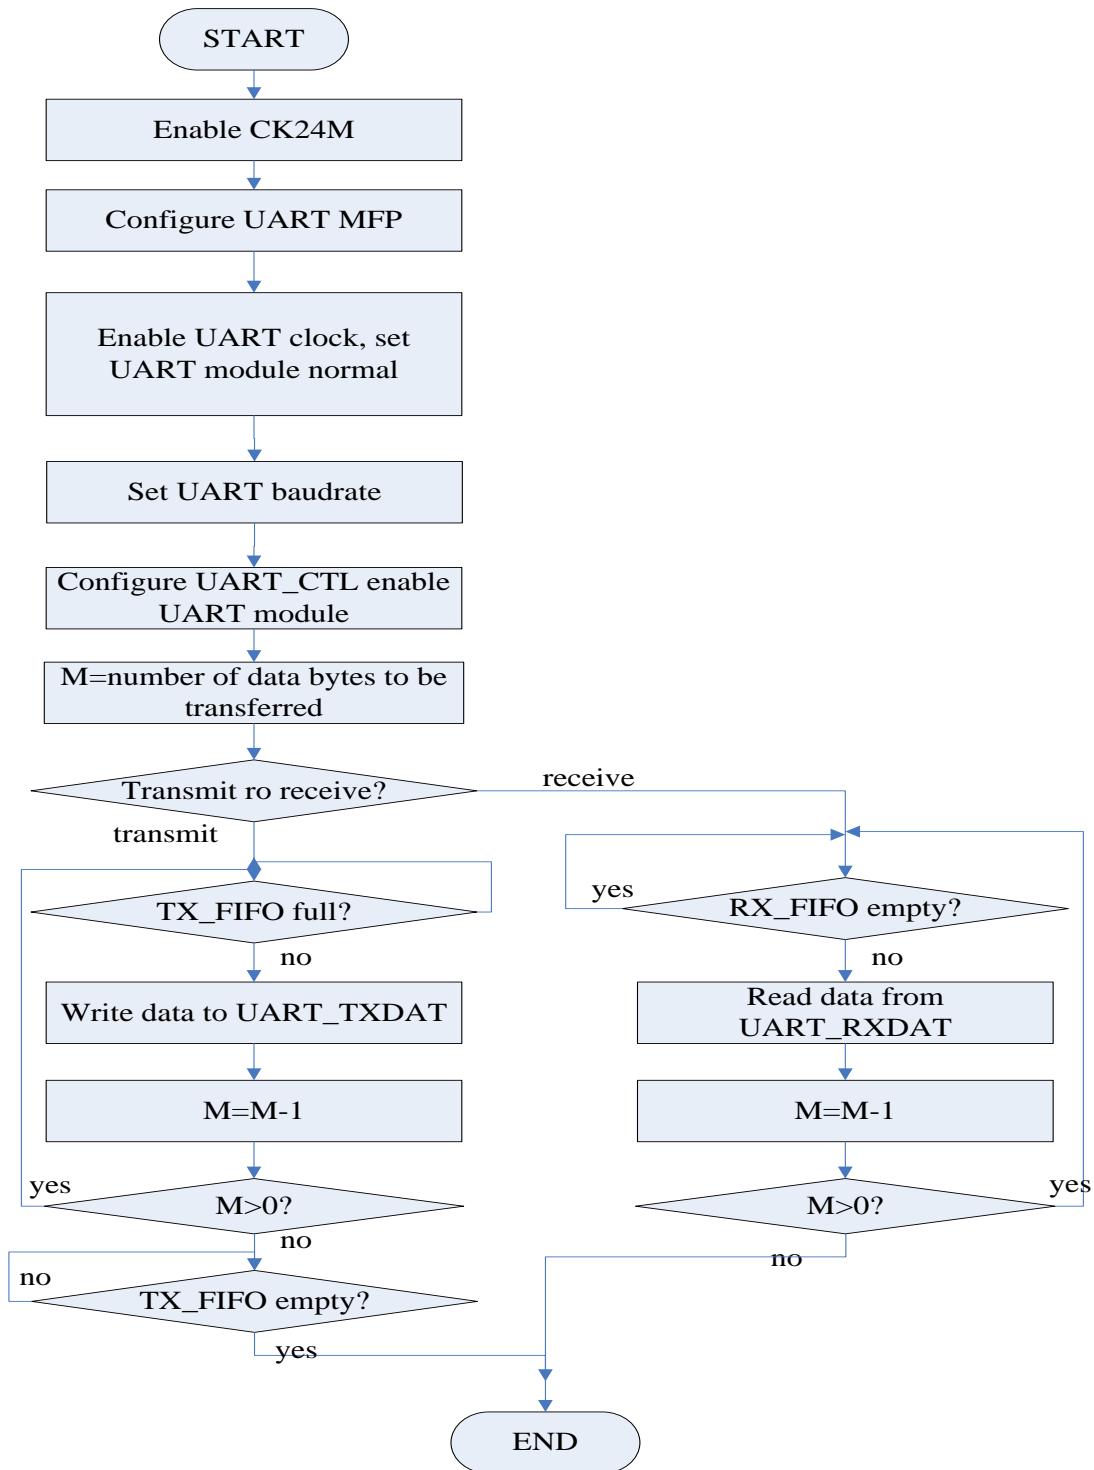 START
Enable CK24M
Configure UART MFP
Enable UART clock, set
UART module normal
Set UART baudrate
Configure UART_CTL enable
UART module
M=number of data bytes to be
transferred
Transmit ro receive?
receive
transmit
TX_FIFO full?
no
Write data to UART_TXDAT
M=M-1
yes
M>0?
no
no
TX_FIFO empty?
yes
yes
RX_FIFO empty?
no
Read data from
UART_RXDAT
M=M-1
M>0?
yes
no
END